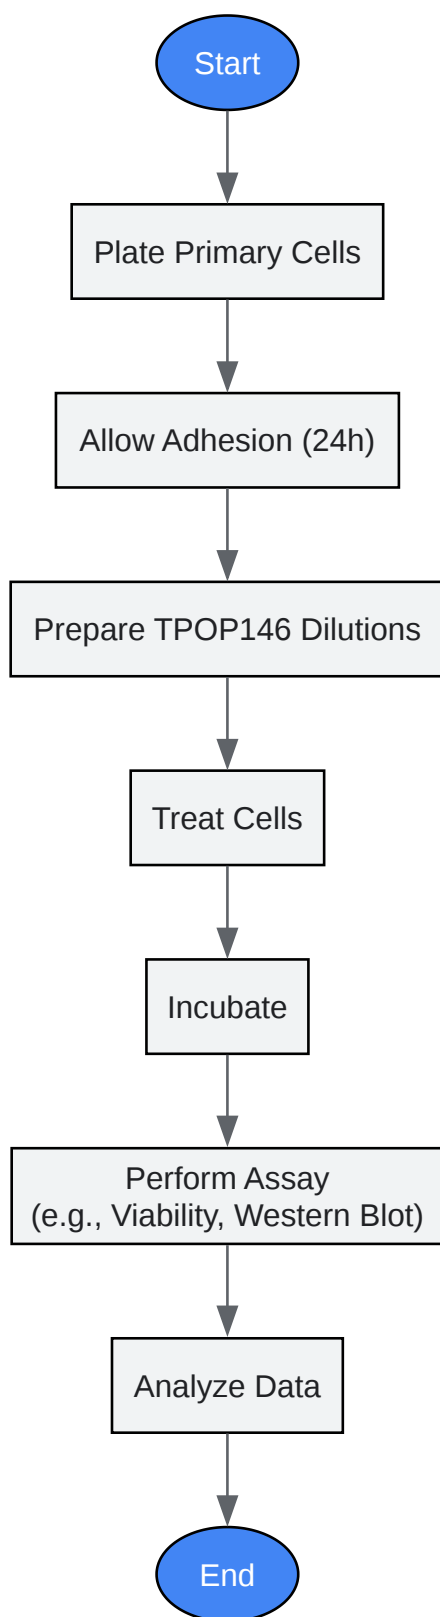 Start
Plate Primary Cells
Allow Adhesion (24h)
Prepare TPOP146 Dilutions
Treat Cells
Incubate
Perform Assay
(e.g., Viability, Western Blot)
Analyze Data
End